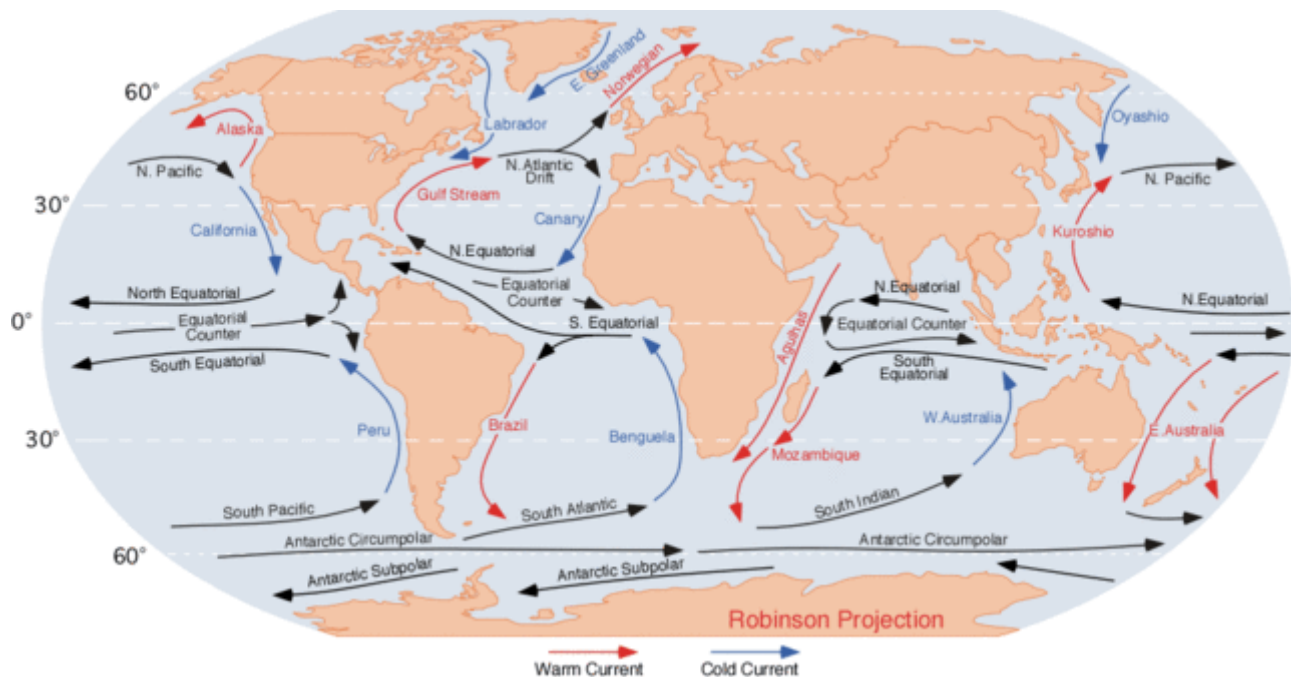 60°
30°
0°
30°
60°
Alaska
N. Pacific
California
North Equatorial
Equatorial
Counter
South Equatorial
Peru
South Pacific
Antarctic Circumpolar
Antarctic Subpolar
Labrador
E. Greenland
Norwegian
N. Atlantic
Drift
Gulf Stream
Canary
N.Equatorial
Equatorial
Counter
S. Equatorial
Brazil
Benguela
South Atlantic
Antarctic Subpolar
Agulhas
Mozambique
N.Equatorial
Equatorial Counter
South
Equatorial
W.Australia
South Indian
Antarctic Circumpolar
Oyashio
N. Pacific
Kuroshio
N.Equatorial
E.Australia
Robinson Projection
Warm Current
Cold Current